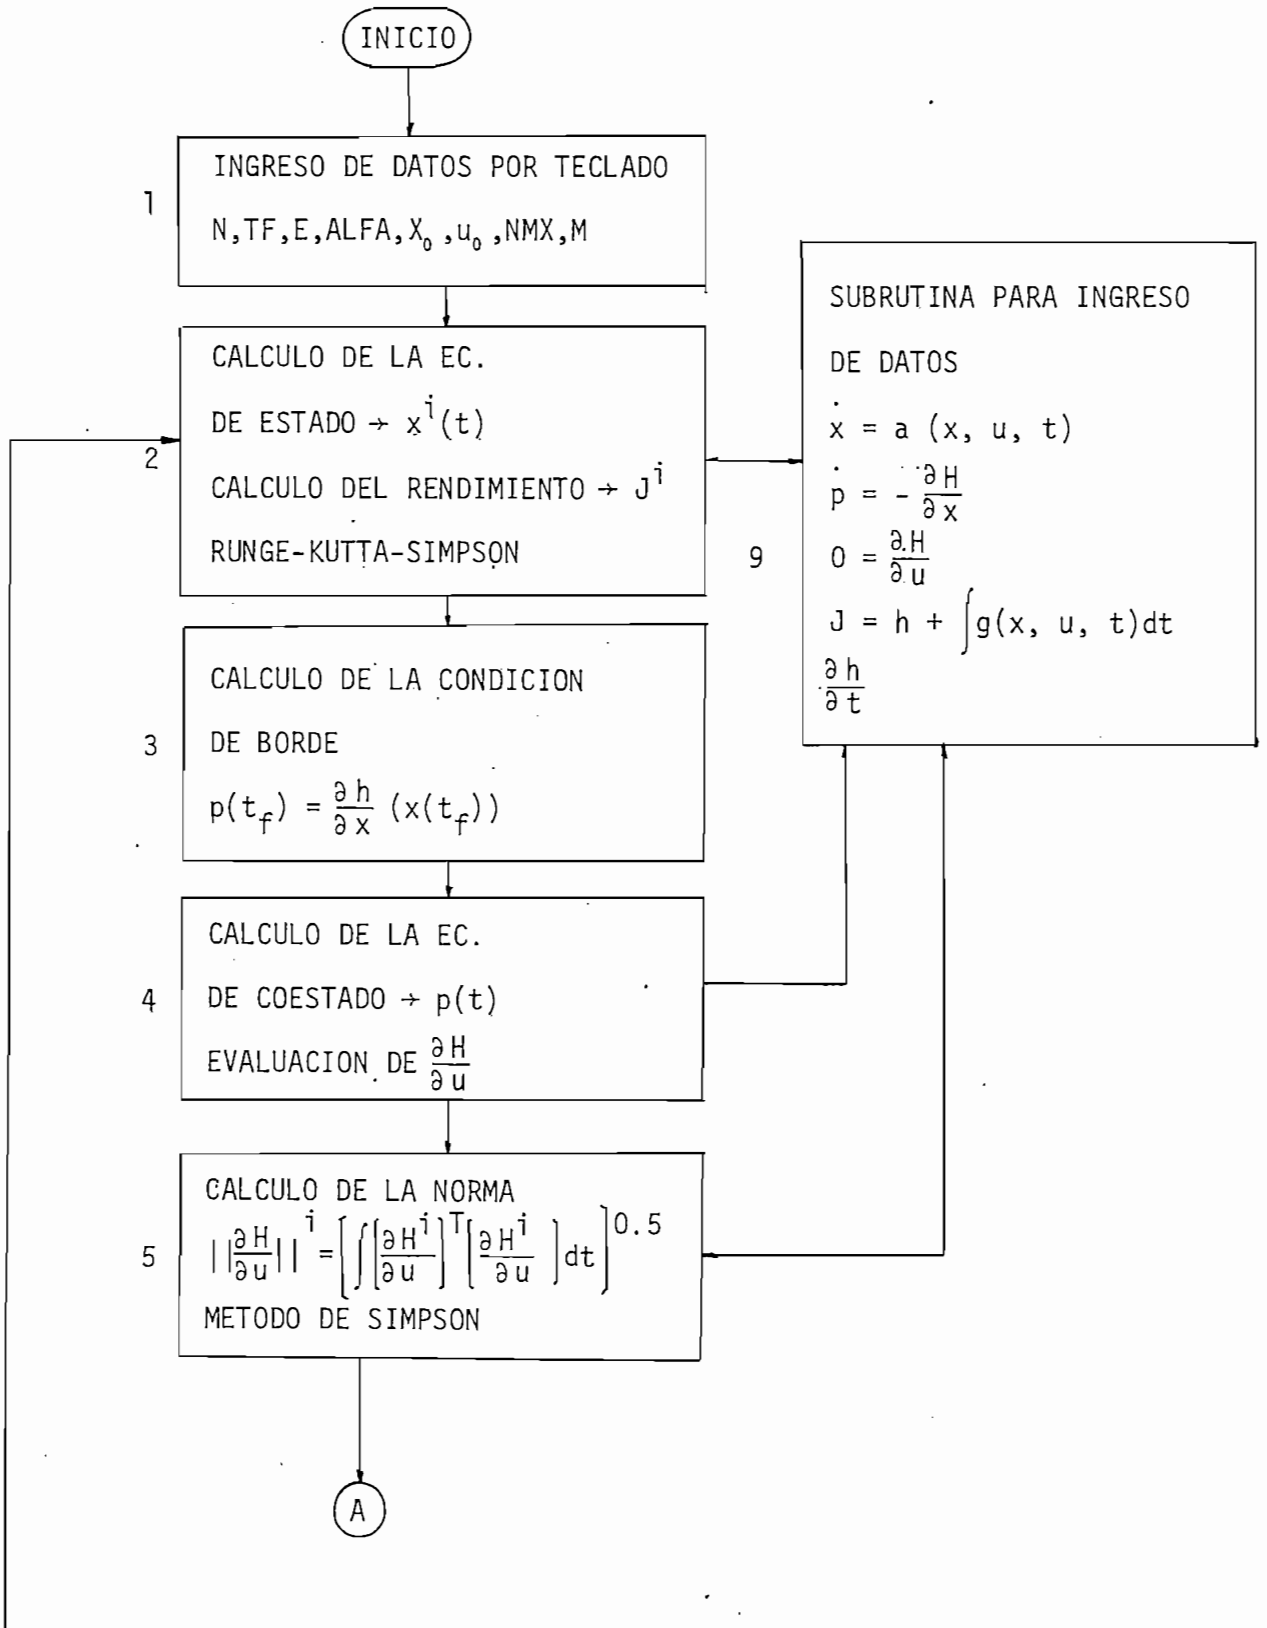 INICIO
1
INGRESO DE DATOS POR TECLADO
N,TF,E,ALFA,X₀,u₀,NMX,M
2
CALCULO DE LA EC.
DE ESTADO → xⁱ(t)
CALCULO DEL RENDIMIENTO → Jⁱ
RUNGE-KUTTA-SIMPSON
9
SUBRUTINA PARA INGRESO
DE DATOS
ẋ = a (x, u, t)
ṗ = - ∂H/∂x
0 = ∂H/∂u
J = h + ∫g(x, u, t)dt
∂h/∂t
3
CALCULO DE LA CONDICION
DE BORDE
p(t_f) = ∂h/∂x (x(t_f))
4
CALCULO DE LA EC.
DE COESTADO → p(t)
EVALUACION DE ∂H/∂u
5
CALCULO DE LA NORMA
||∂H/∂u||ⁱ = [∫[∂Hⁱ/∂u]ᵀ[∂Hⁱ/∂u]dt]^0.5
METODO DE SIMPSON
A